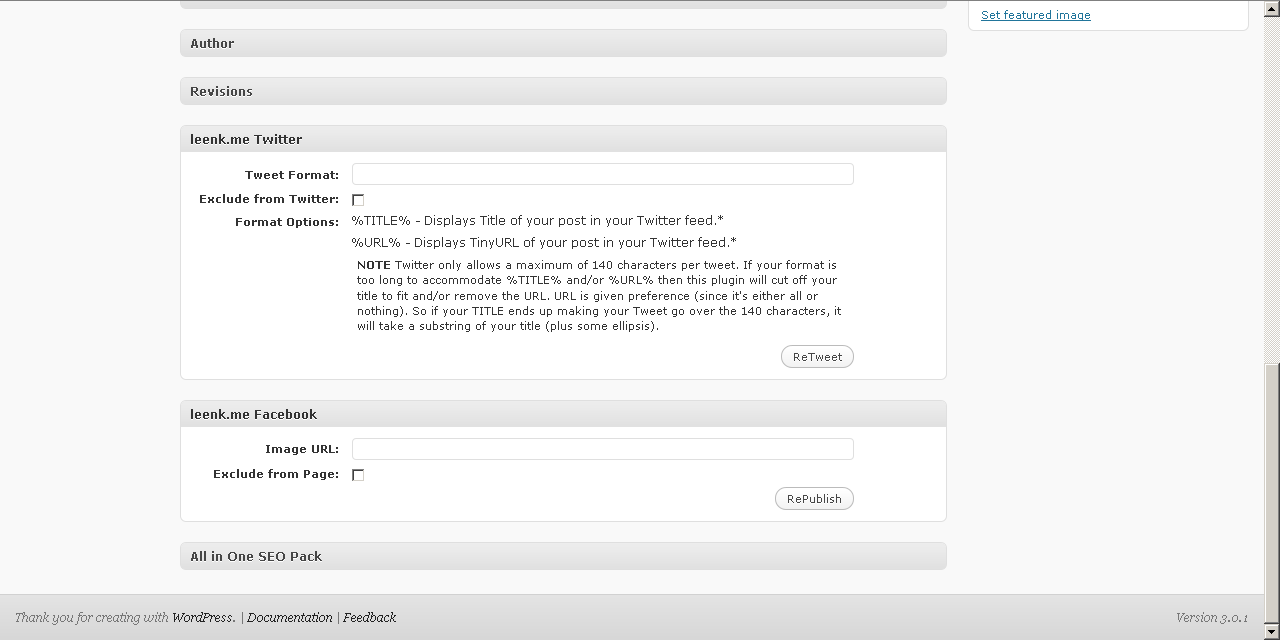 Set featured image
Author
Revisions
leenk.me Twitter
Tweet Format:
Exclude from Twitter:
Format Options: %TITLE% - Displays Title of your post in your Twitter feed.*
%URL% - Displays TinyURL of your post in your Twitter feed.*
NOTE Twitter only allows a maximum of 140 characters per tweet. If your format is
too long to accommodate %TITLE% and/or %URL% then this plugin will cut off your
title to fit and/or remove the URL. URL is given preference (since it's either all or
nothing). So if your TITLE ends up making your Tweet go over the 140 characters, it
will take a substring of your title (plus some ellipsis).
ReTweet
leenk.me Facebook
Image URL:
Exclude from Page:
RePublish
All in One SEO Pack
Thank you for creating with WordPress. | Documentation | Feedback
Version 3.0.1